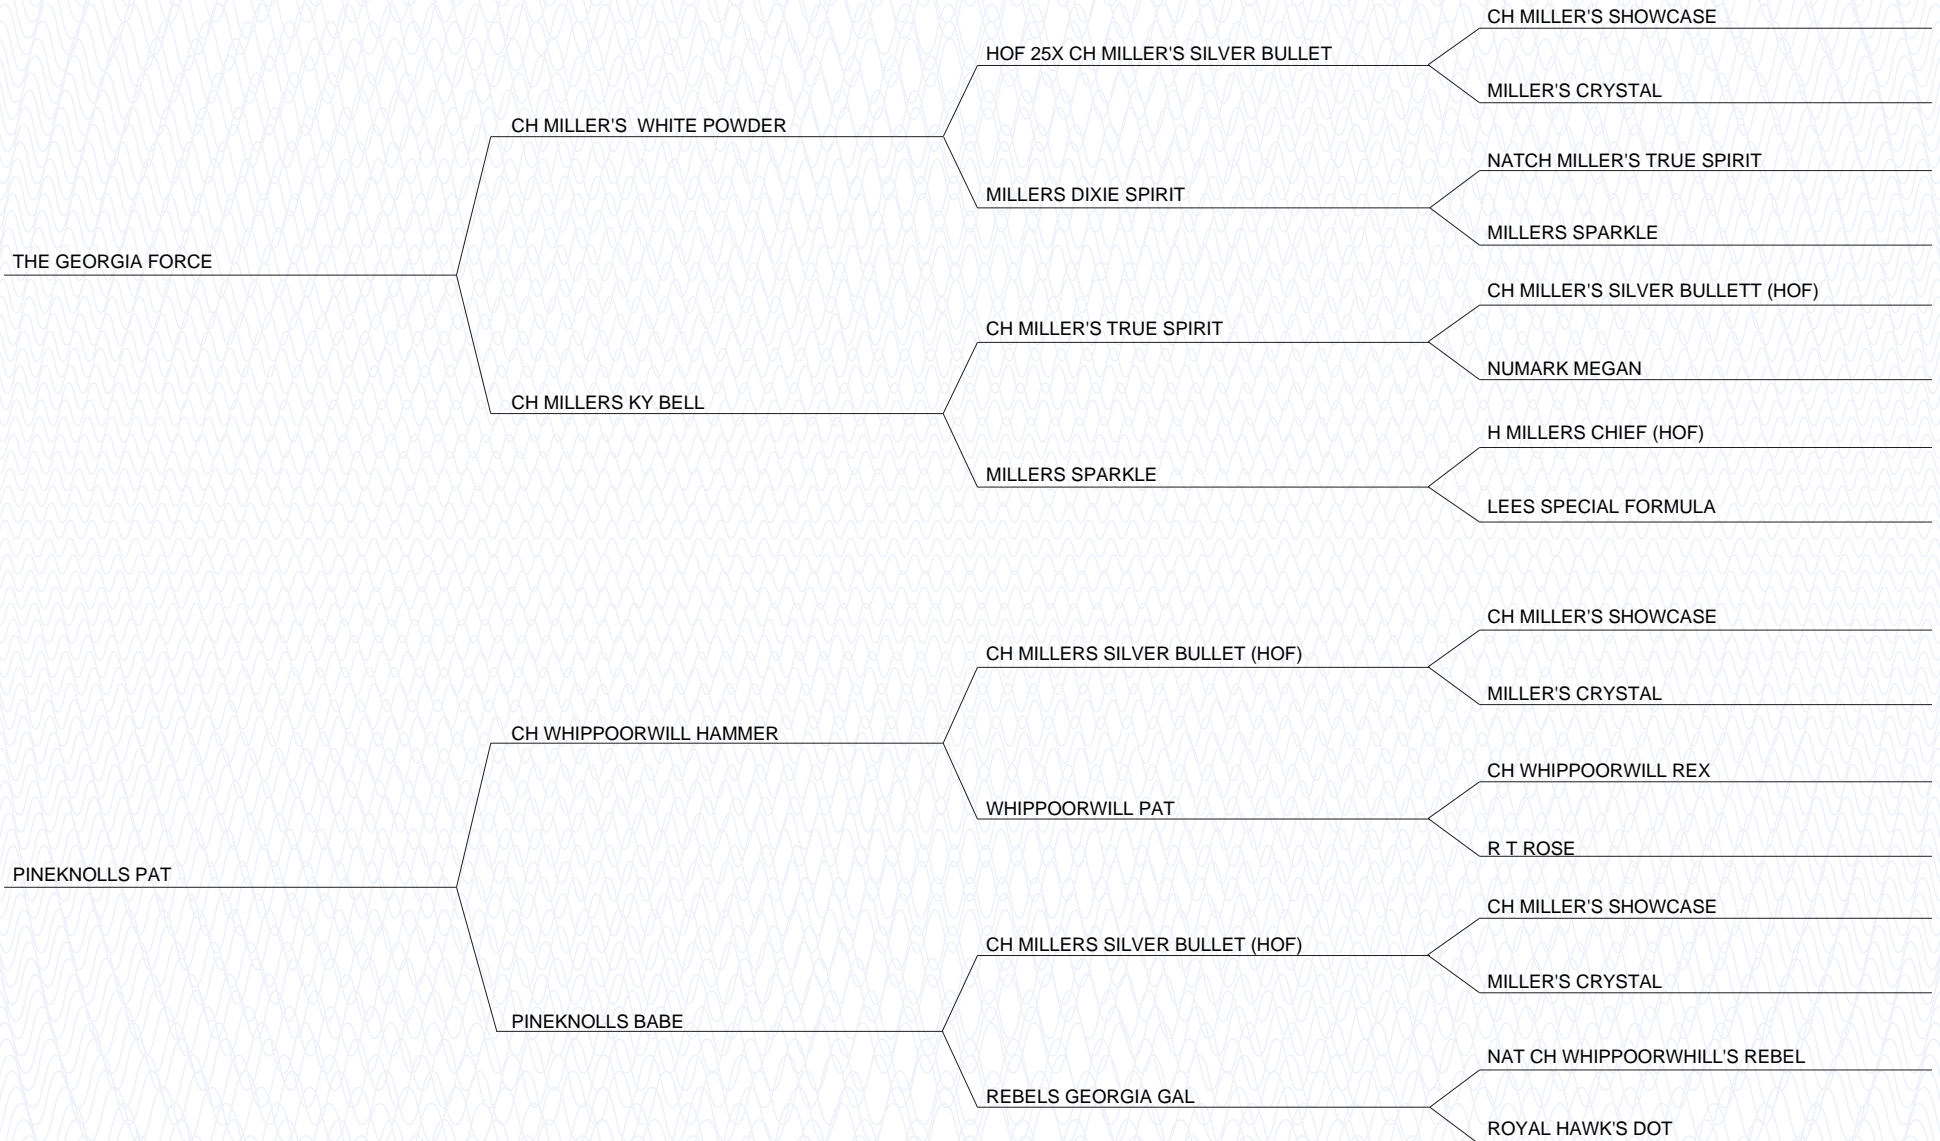 CH MILLER'S SHOWCASE
HOF 25X CH MILLER'S SILVER BULLET
MILLER'S CRYSTAL
CH MILLER'S  WHITE POWDER
NATCH MILLER'S TRUE SPIRIT
MILLERS DIXIE SPIRIT
MILLERS SPARKLE
THE GEORGIA FORCE
CH MILLER'S SILVER BULLETT (HOF)
CH MILLER'S TRUE SPIRIT
NUMARK MEGAN
CH MILLERS KY BELL
H MILLERS CHIEF (HOF)
MILLERS SPARKLE
LEES SPECIAL FORMULA
CH MILLER'S SHOWCASE
CH MILLERS SILVER BULLET (HOF)
MILLER'S CRYSTAL
CH WHIPPOORWILL HAMMER
CH WHIPPOORWILL REX
WHIPPOORWILL PAT
R T ROSE
PINEKNOLLS PAT
CH MILLER'S SHOWCASE
CH MILLERS SILVER BULLET (HOF)
MILLER'S CRYSTAL
PINEKNOLLS BABE
NAT CH WHIPPOORWHILL'S REBEL
REBELS GEORGIA GAL
ROYAL HAWK'S DOT